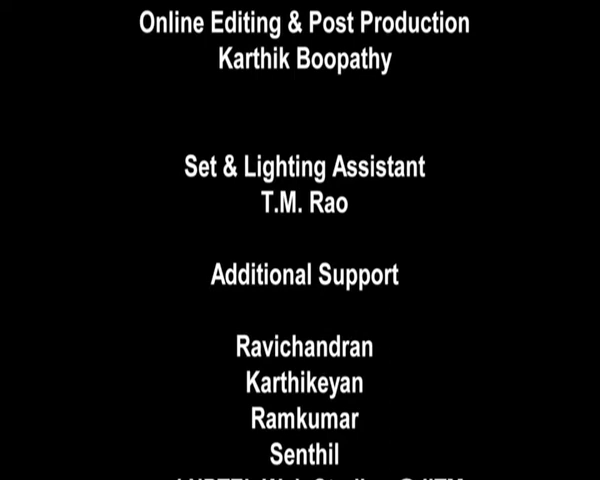 Online Editing & Post Production
Karthik Boopathy
Set & Lighting Assistant
T.M. Rao
Additional Support
Ravichandran
Karthikeyan
Ramkumar
Senthil